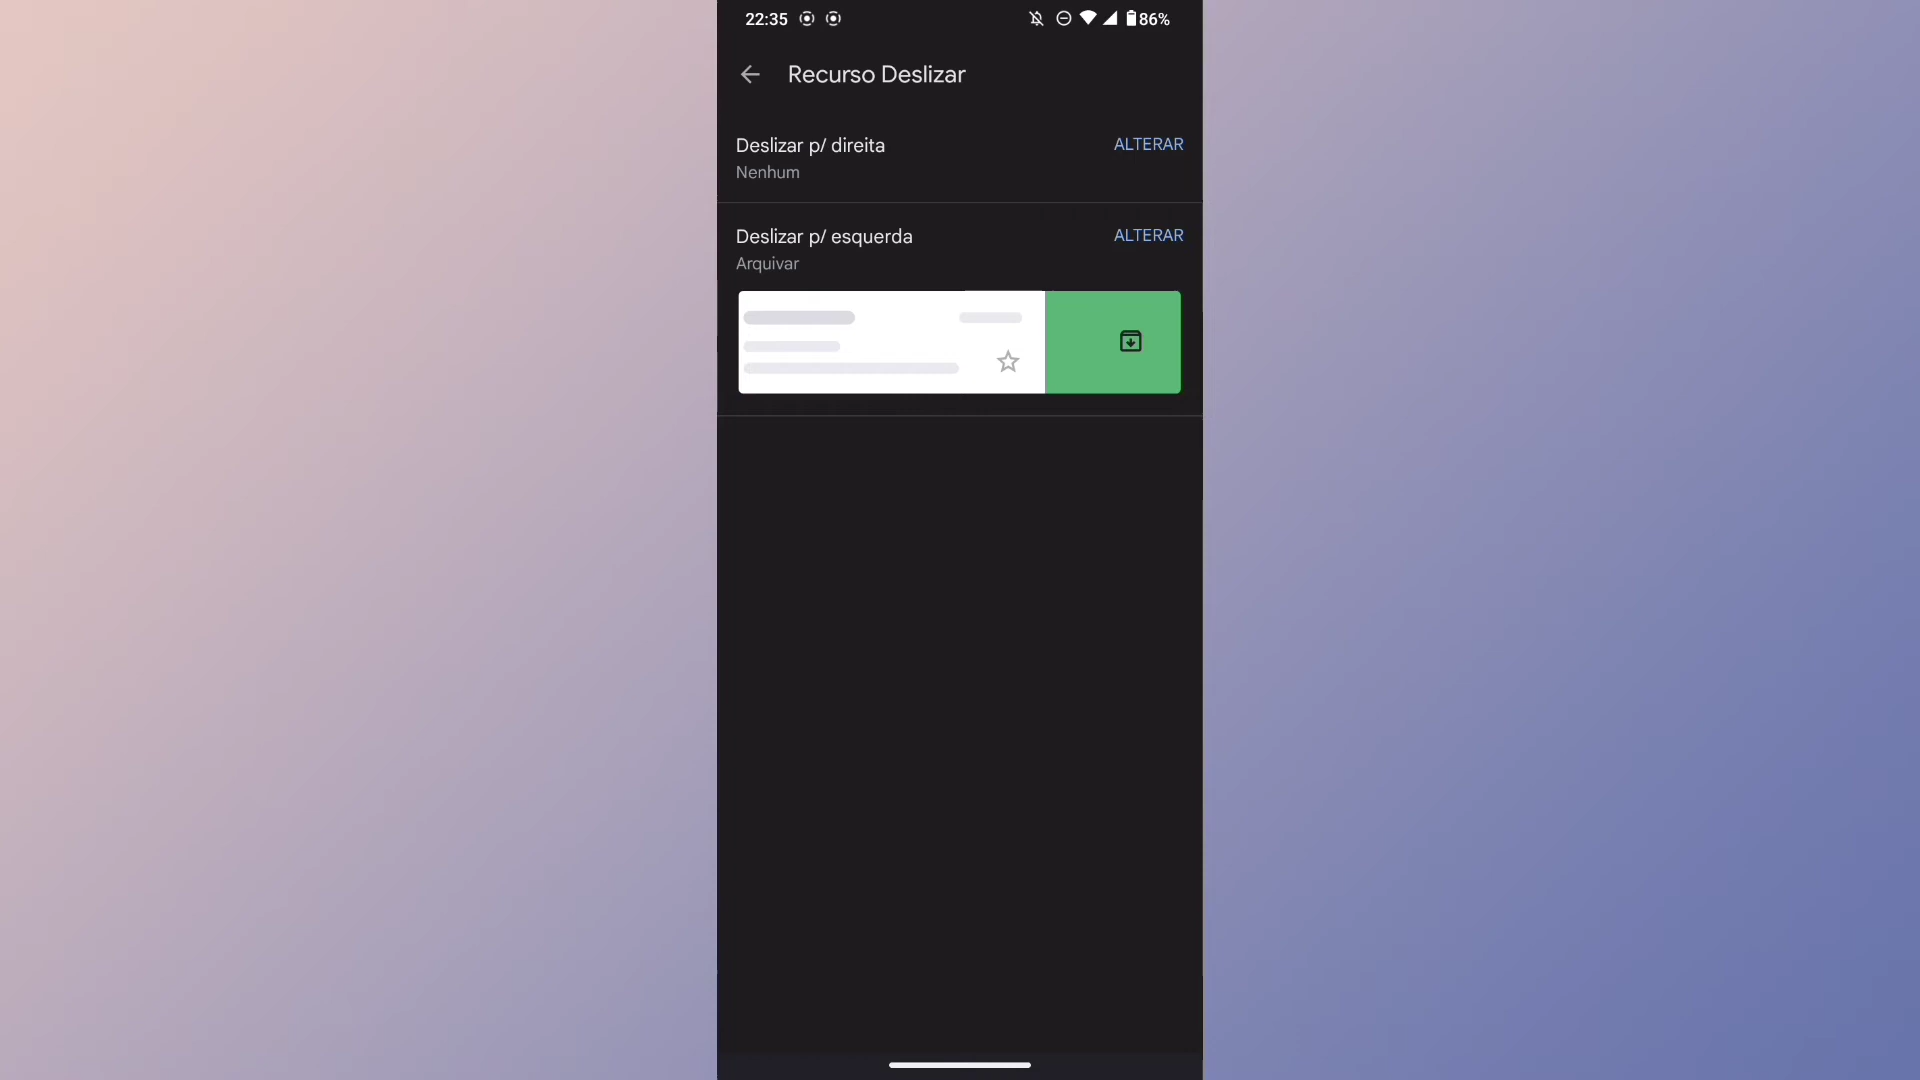 22:35 86%
Recurso Deslizar
Deslizar p/ direita ALTERAR
Nenhum
Deslizar p/ esquerda ALTERAR
Arquivar